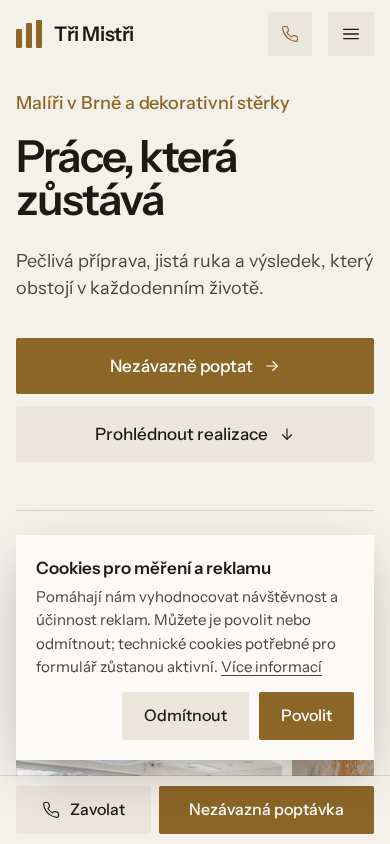 Tři Mistři
Malíři v Brně a dekorativní stěrky
Práce, která
zůstává
Pečlivá příprava, jistá ruka a výsledek, který
obstojí v každodenním životě.
Nezávazně poptat →
Prohlédnout realizace ↓
Cookies pro měření a reklamu
Pomáhají nám vyhodnocovat návštěvnost a
účinnost reklam. Můžete je povolit nebo
odmítnout; technické cookies potřebné pro
formulář zůstanou aktivní. Více informací
Odmítnout Povolit
Zavolat Nezávazná poptávka